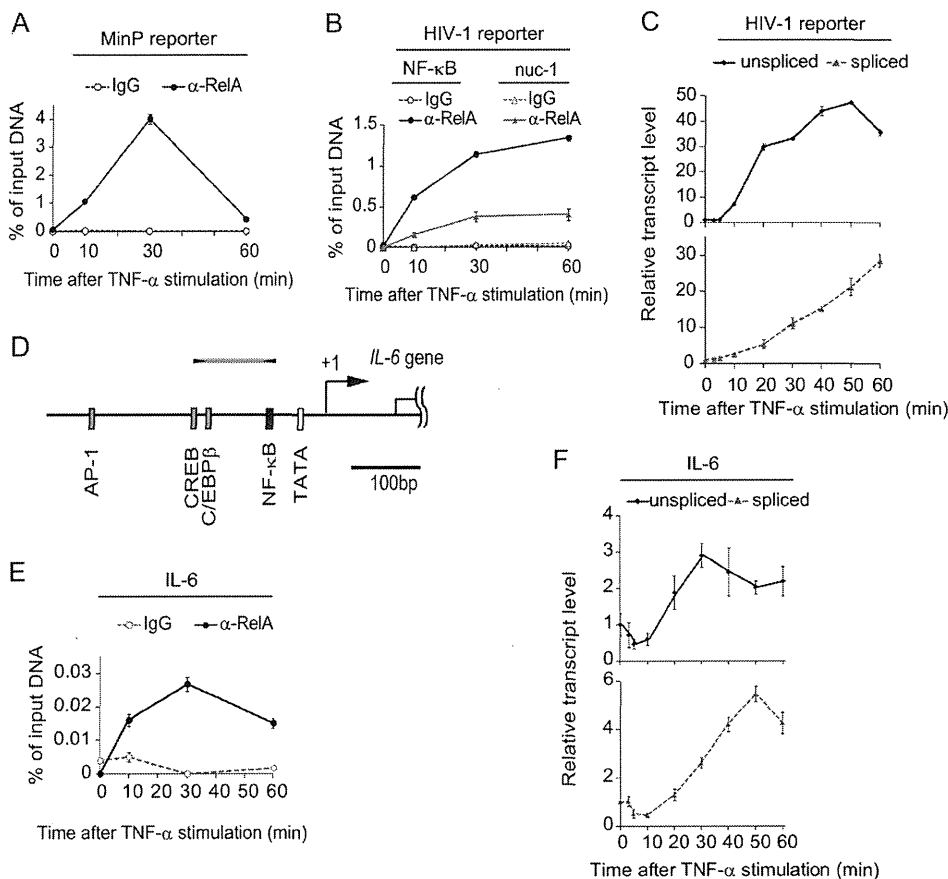 A
MinP reporter
IgG α-RelA
% of input DNA
4
3
2
1
0
0 10 30 60
Time after TNF-α stimulation (min)
B
HIV-1 reporter
NF-κB nuc-1
IgG IgG
α-RelA α-RelA
% of input DNA
1.5
1
0.5
0
0 10 30 60
Time after TNF-α stimulation (min)
C
HIV-1 reporter
unspliced spliced
Relative transcript level
50
40
30
20
10
0
30
20
10
0
0 10 20 30 40 50 60
Time after TNF-α stimulation (min)
D
+1 IL-6 gene
AP-1
CREB
C/EBPβ
NF-κB
TATA
100bp
E
IL-6
IgG α-RelA
% of input DNA
0.03
0.02
0.01
0
0 10 20 30 40 50 60
Time after TNF-α stimulation (min)
F
IL-6
unspliced spliced
Relative transcript level
4
3
2
1
0
6
4
2
0
0 10 20 30 40 50 60
Time after TNF-α stimulation (min)